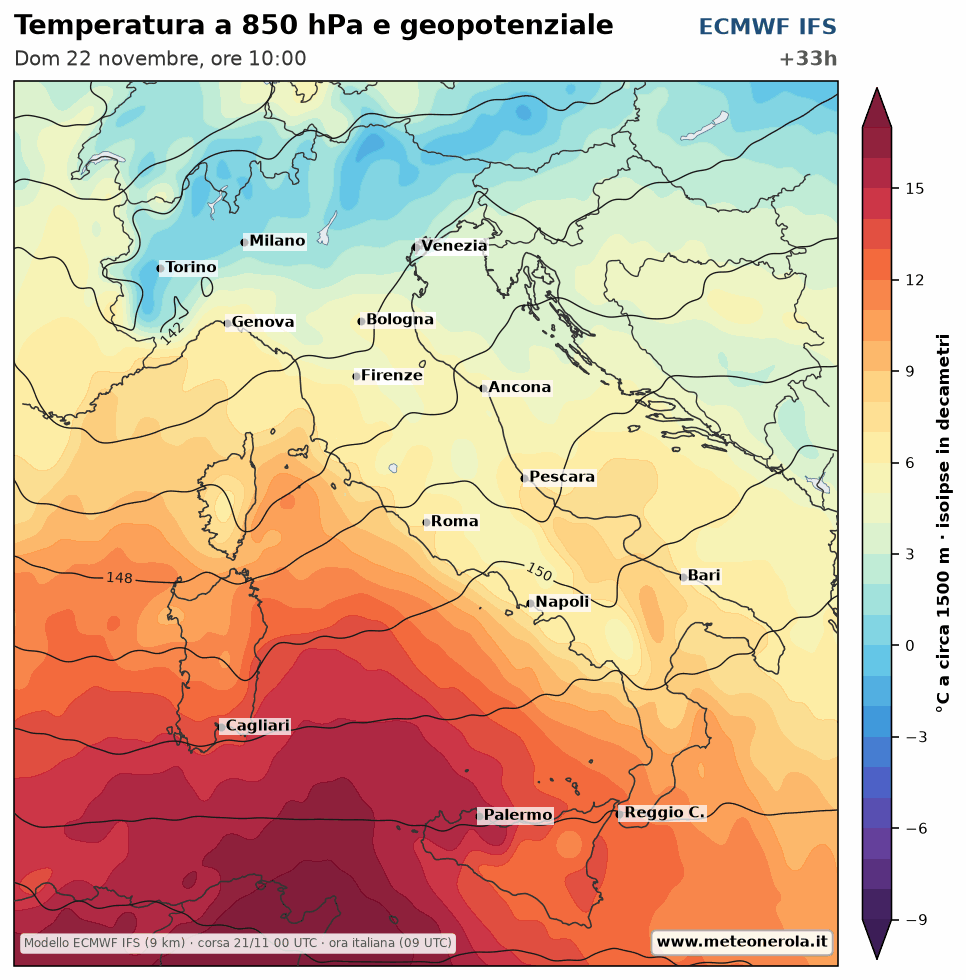 Temperatura a 850 hPa e geopotenziale
ECMWF IFS
Dom 22 novembre, ore 10:00
+33h
Milano
Venezia
Torino
Genova
Bologna
142
Firenze
Ancona
Pescara
Roma
148
150
Bari
Napoli
Cagliari
Palermo
Reggio C.
15
12
9
6
3
0
−3
−6
−9
°C a circa 1500 m · isoipse in decametri
Modello ECMWF IFS (9 km) · corsa 21/11 00 UTC · ora italiana (09 UTC)
www.meteonerola.it